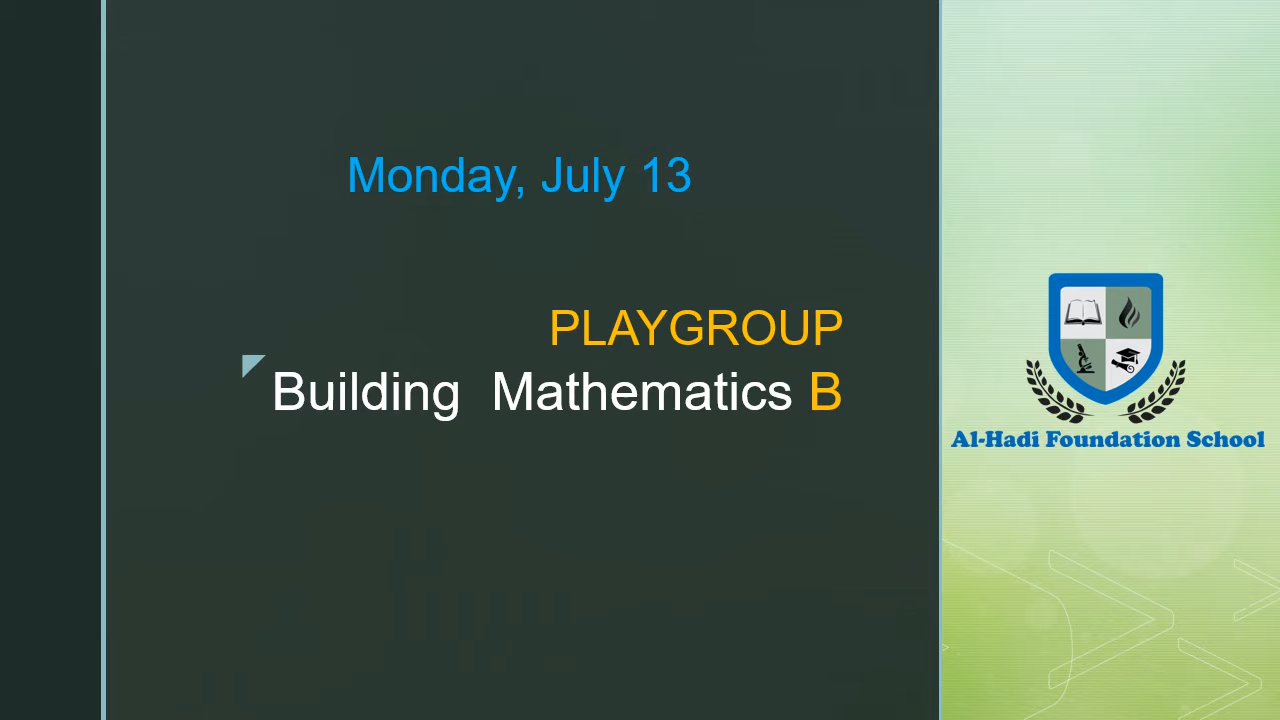 Monday, July 13
PLAYGROUP
Building Mathematics B
Al-Hadi Foundation School